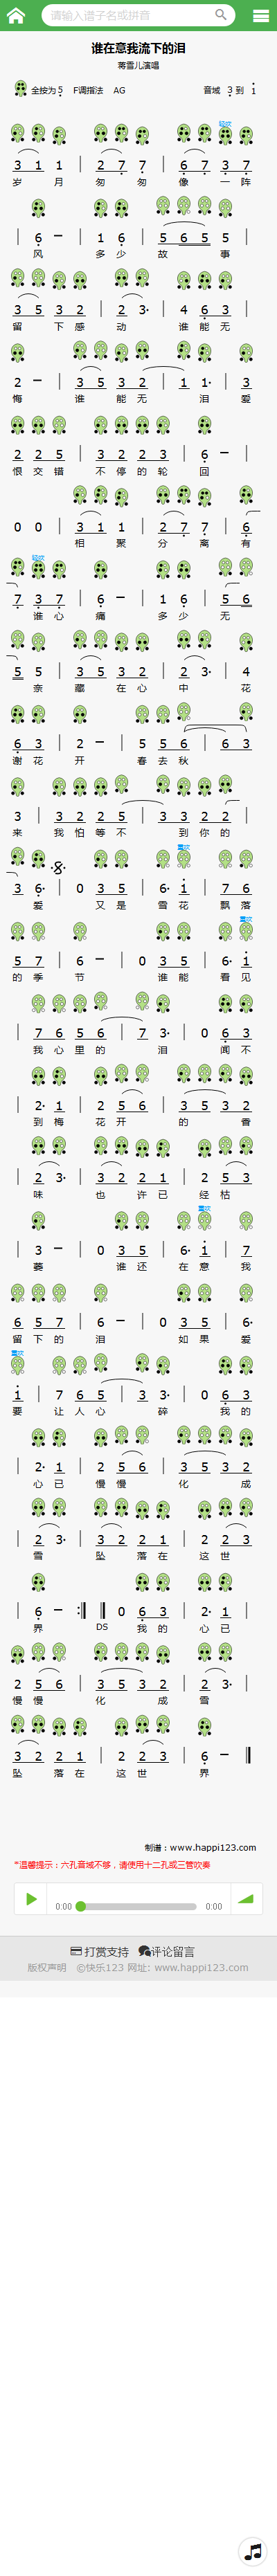 请输入谱子名或拼音
谁在意我流下的泪
蒋雪儿演唱
全按为 5 F调指法 AG 音域 3 到 1
轻吹
3 1 1 | 2 7 7 | 6 7 3 7
岁 月 匆 匆 像 一 阵
| 6 - | 1 6 | 5 6 5 5 |
风 多 少 故 事
3 5 3 2 | 2 3· | 4 6 3
留 下 感 动 谁 能 无
2 - | 3 5 3 2 | 1 1· | 3
悔 谁 能 无 泪 爱
2 2 5 | 3 2 2 3 | 6 -
恨 交 错 不 停 的 轮 回
0 0 | 3 1 1 | 2 7 7 | 6
相 聚 分 离 有
轻吹
7 3 7 | 6 - | 1 6 | 5 6
谁 心 痛 多 少 无
5 5 | 3 5 3 2 | 2 3· | 4
奈 藏 在 心 中 花
6 3 | 2 - | 5 5 6 | 6 3
谢 花 开 春 去 秋
3 | 3 2 2 5 | 3 3 2 2
来 我 怕 等 不 到 你 的
重吹
3 6· | 0 3 5 | 6· 1 | 7 6
爱 又 是 雪 花 飘 落
重吹
5 7 | 6 - | 0 3 5 | 6· 1
的 季 节 谁 能 看 见
| 7 6 5 6 | 7 3· | 0 6 3
我 心 里 的 泪 闻 不
| 2· 1 | 2 5 6 | 3 5 3 2
到 梅 花 开 的 香
| 2 3· | 3 2 2 1 | 2 5 3
味 也 许 已 经 枯
重吹
| 3 - | 0 3 5 | 6· 1 | 7
萎 谁 还 在 意 我
6 5 7 | 6 - | 0 3 5 | 6·
留 下 的 泪 如 果 爱
重吹
1 | 7 6 5 | 3 3· | 0 6 3
要 让 人 心 碎 我 的
| 2· 1 | 2 5 6 | 3 5 3 2
心 已 慢 慢 化 成
| 2 3· | 3 2 2 1 | 2 2 3
雪 坠 落 在 这 世
| 6 - :| 0 6 3 | 2· 1 |
界 DS 我 的 心 已
2 5 6 | 3 5 3 2 | 2 3· |
慢 慢 化 成 雪
3 2 2 1 | 2 2 3 | 6 -
坠 落 在 这 世 界
制谱：www.happi123.com
*温馨提示：六孔音域不够，请使用十二孔或三管吹奏
0:00 0:00
打赏支持 评论留言
版权声明 ©快乐123 网址：www.happi123.com